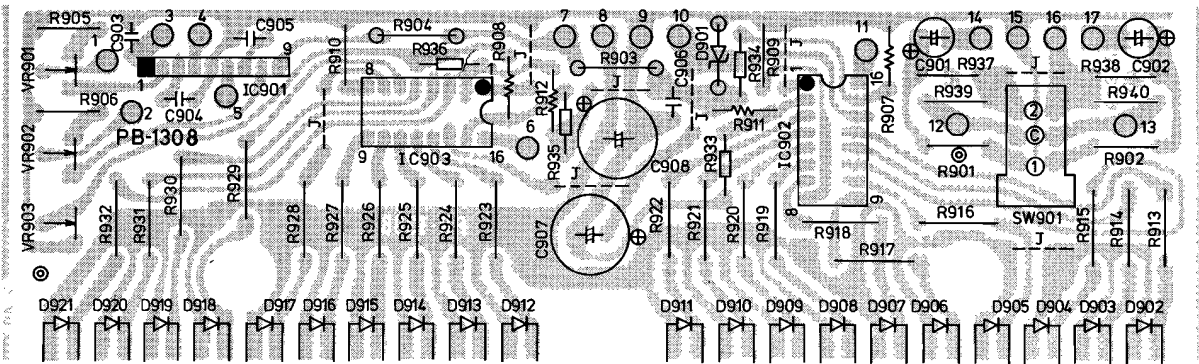 R905
C903
3
4
C905
R910
R904
R936
R908
J
7
8
9
10
D901
R934
R909
J
11
C901
14
15
16
17
C902
1
9
VR901
8
1
R903
C906
16
R937
J
R938
R906
1
IC901
2
C904
5
J
R912
J
J
R907
R939
R940
PB-1308
6
R911
2
C
1
12
13
VR902
9
IC903
16
R935
C908
R933
IC902
R901
R902
R930
R929
J
VR903
R932
R931
R928
R927
R926
R925
R924
R923
C907
R922
R921
R920
R919
8
9
R918
R917
R916
SW901
J
R915
R914
R913
D921
D920
D919
D918
D917
D916
D915
D914
D913
D912
D911
D910
D909
D908
D907
D906
D905
D904
D903
D902